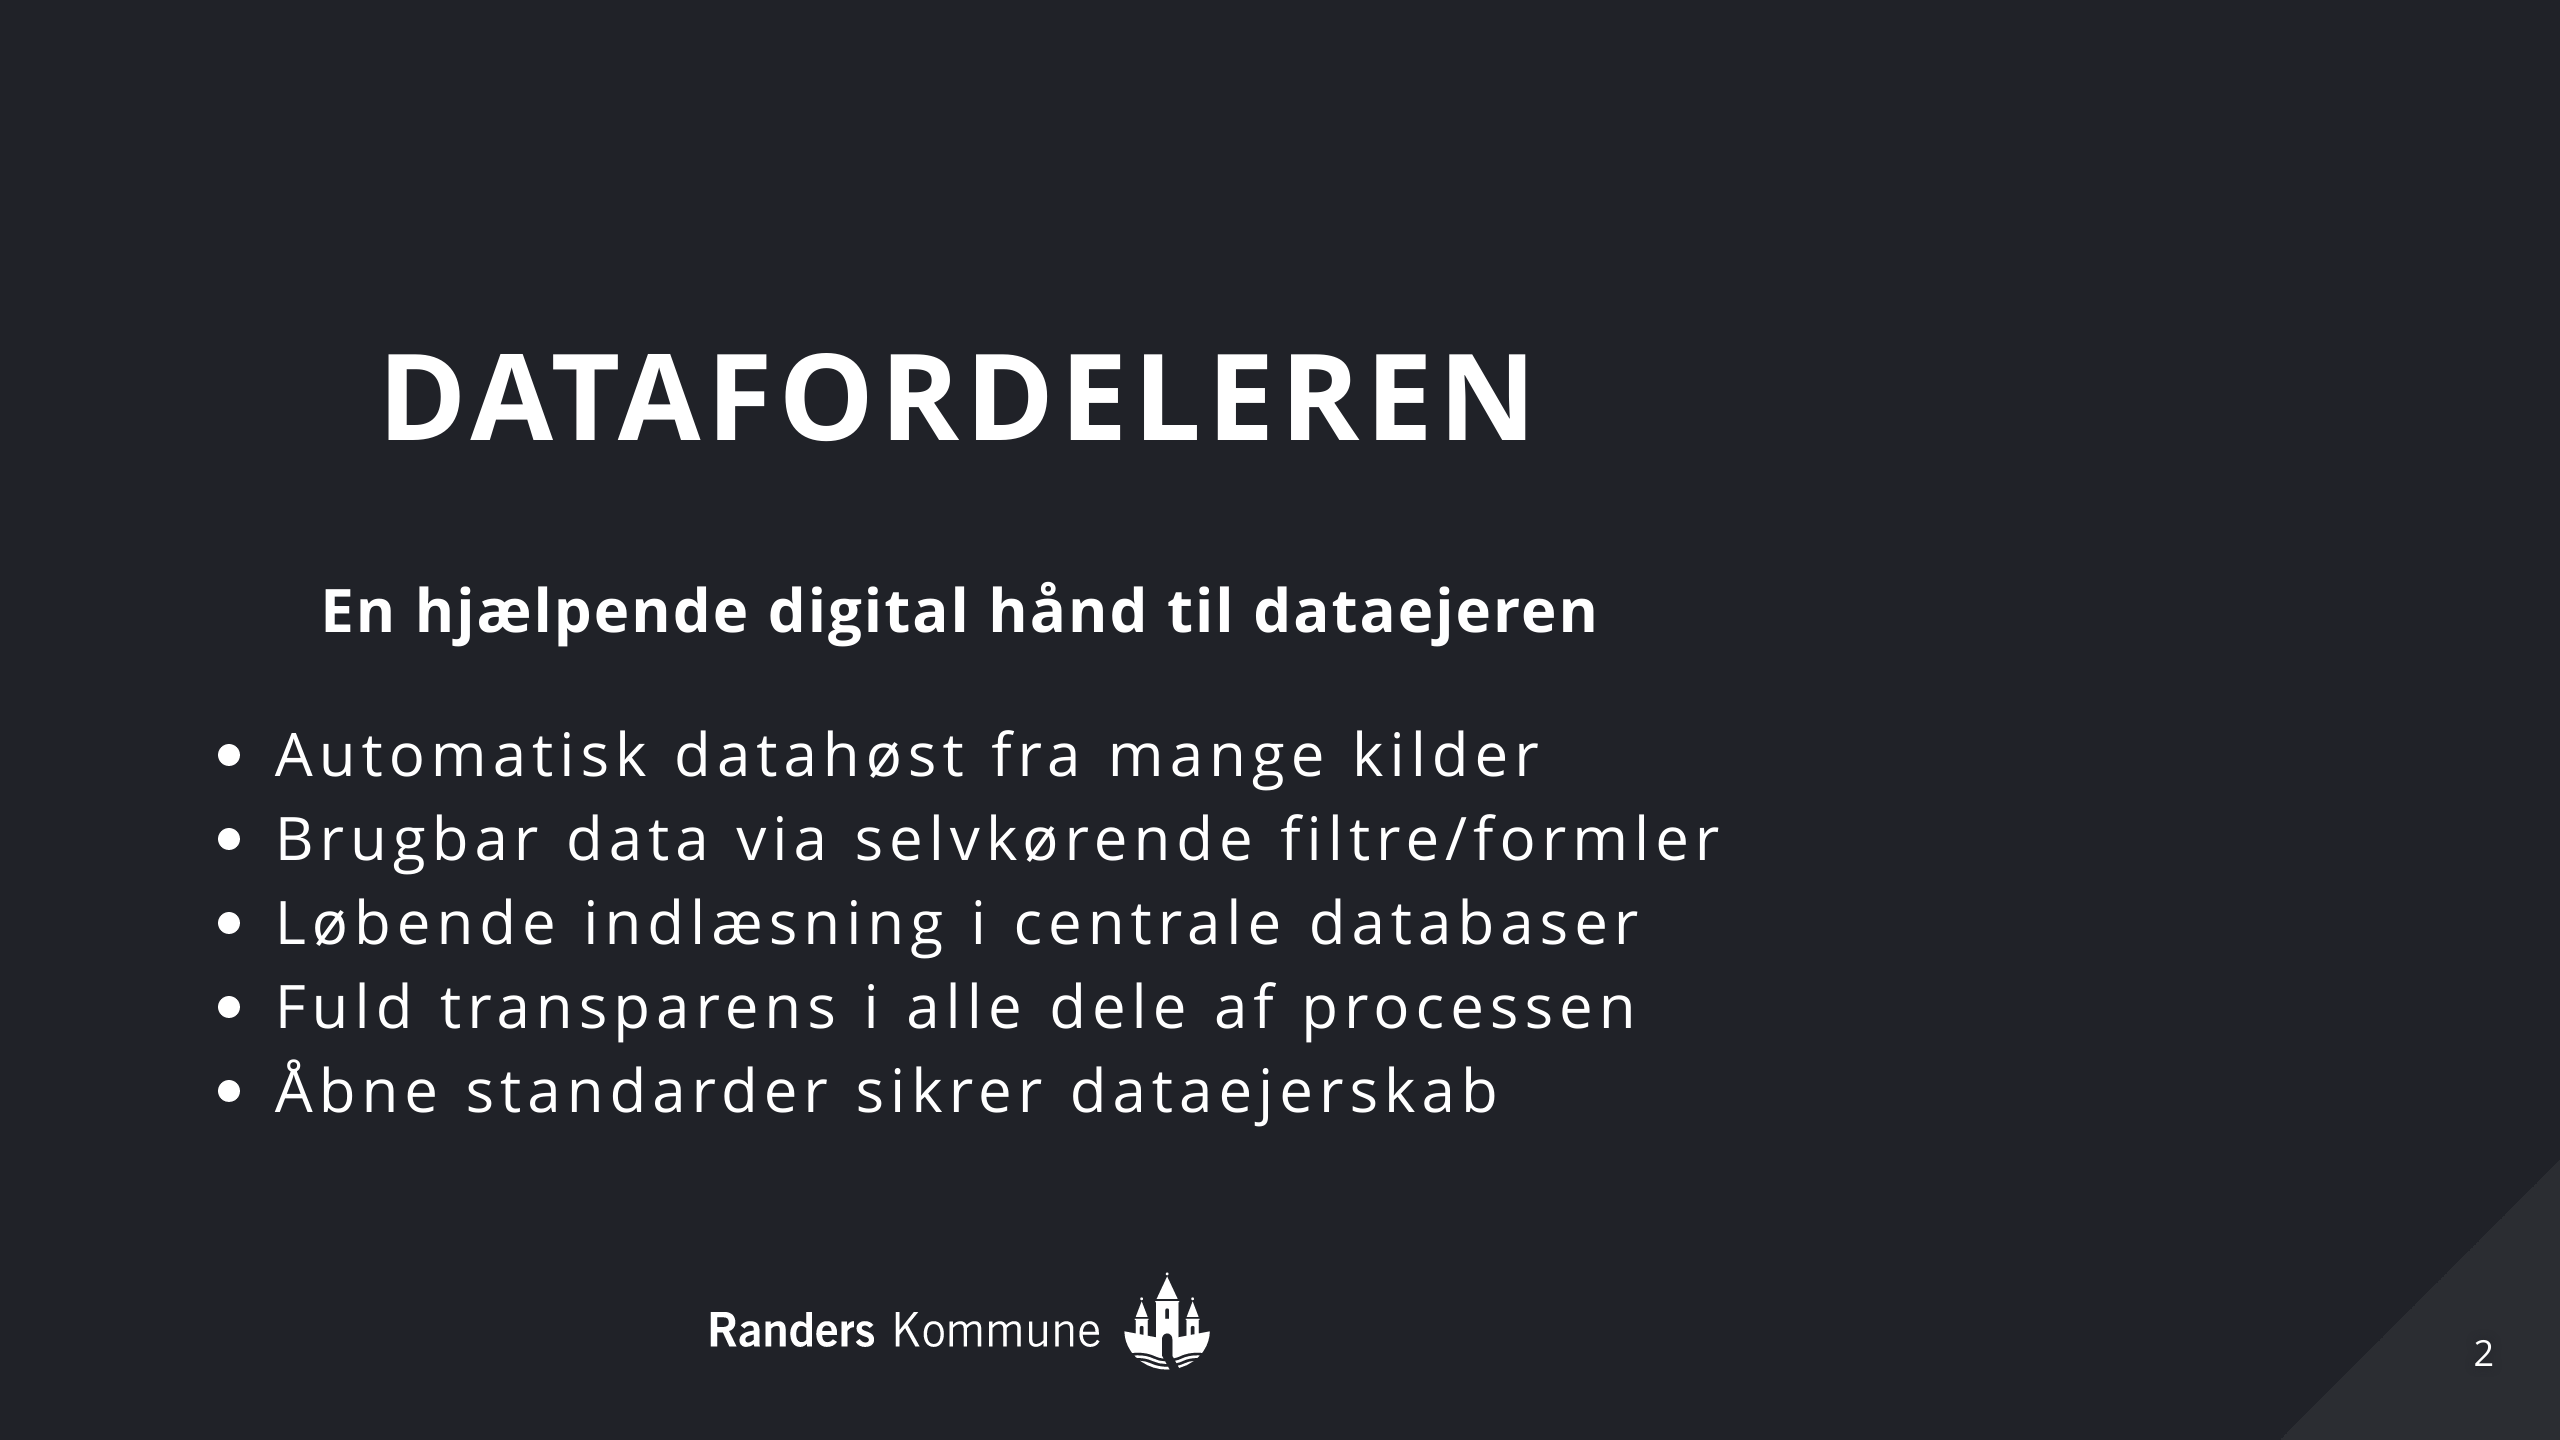 DATAFORDELEREN
En hjælpende digital hånd til dataejeren
• Automatisk datahøst fra mange kilder
• Brugbar data via selvkørende filtre/formler
• Løbende indlæsning i centrale databaser
• Fuld transparens i alle dele af processen
• Åbne standarder sikrer dataejerskab
Randers Kommune
2